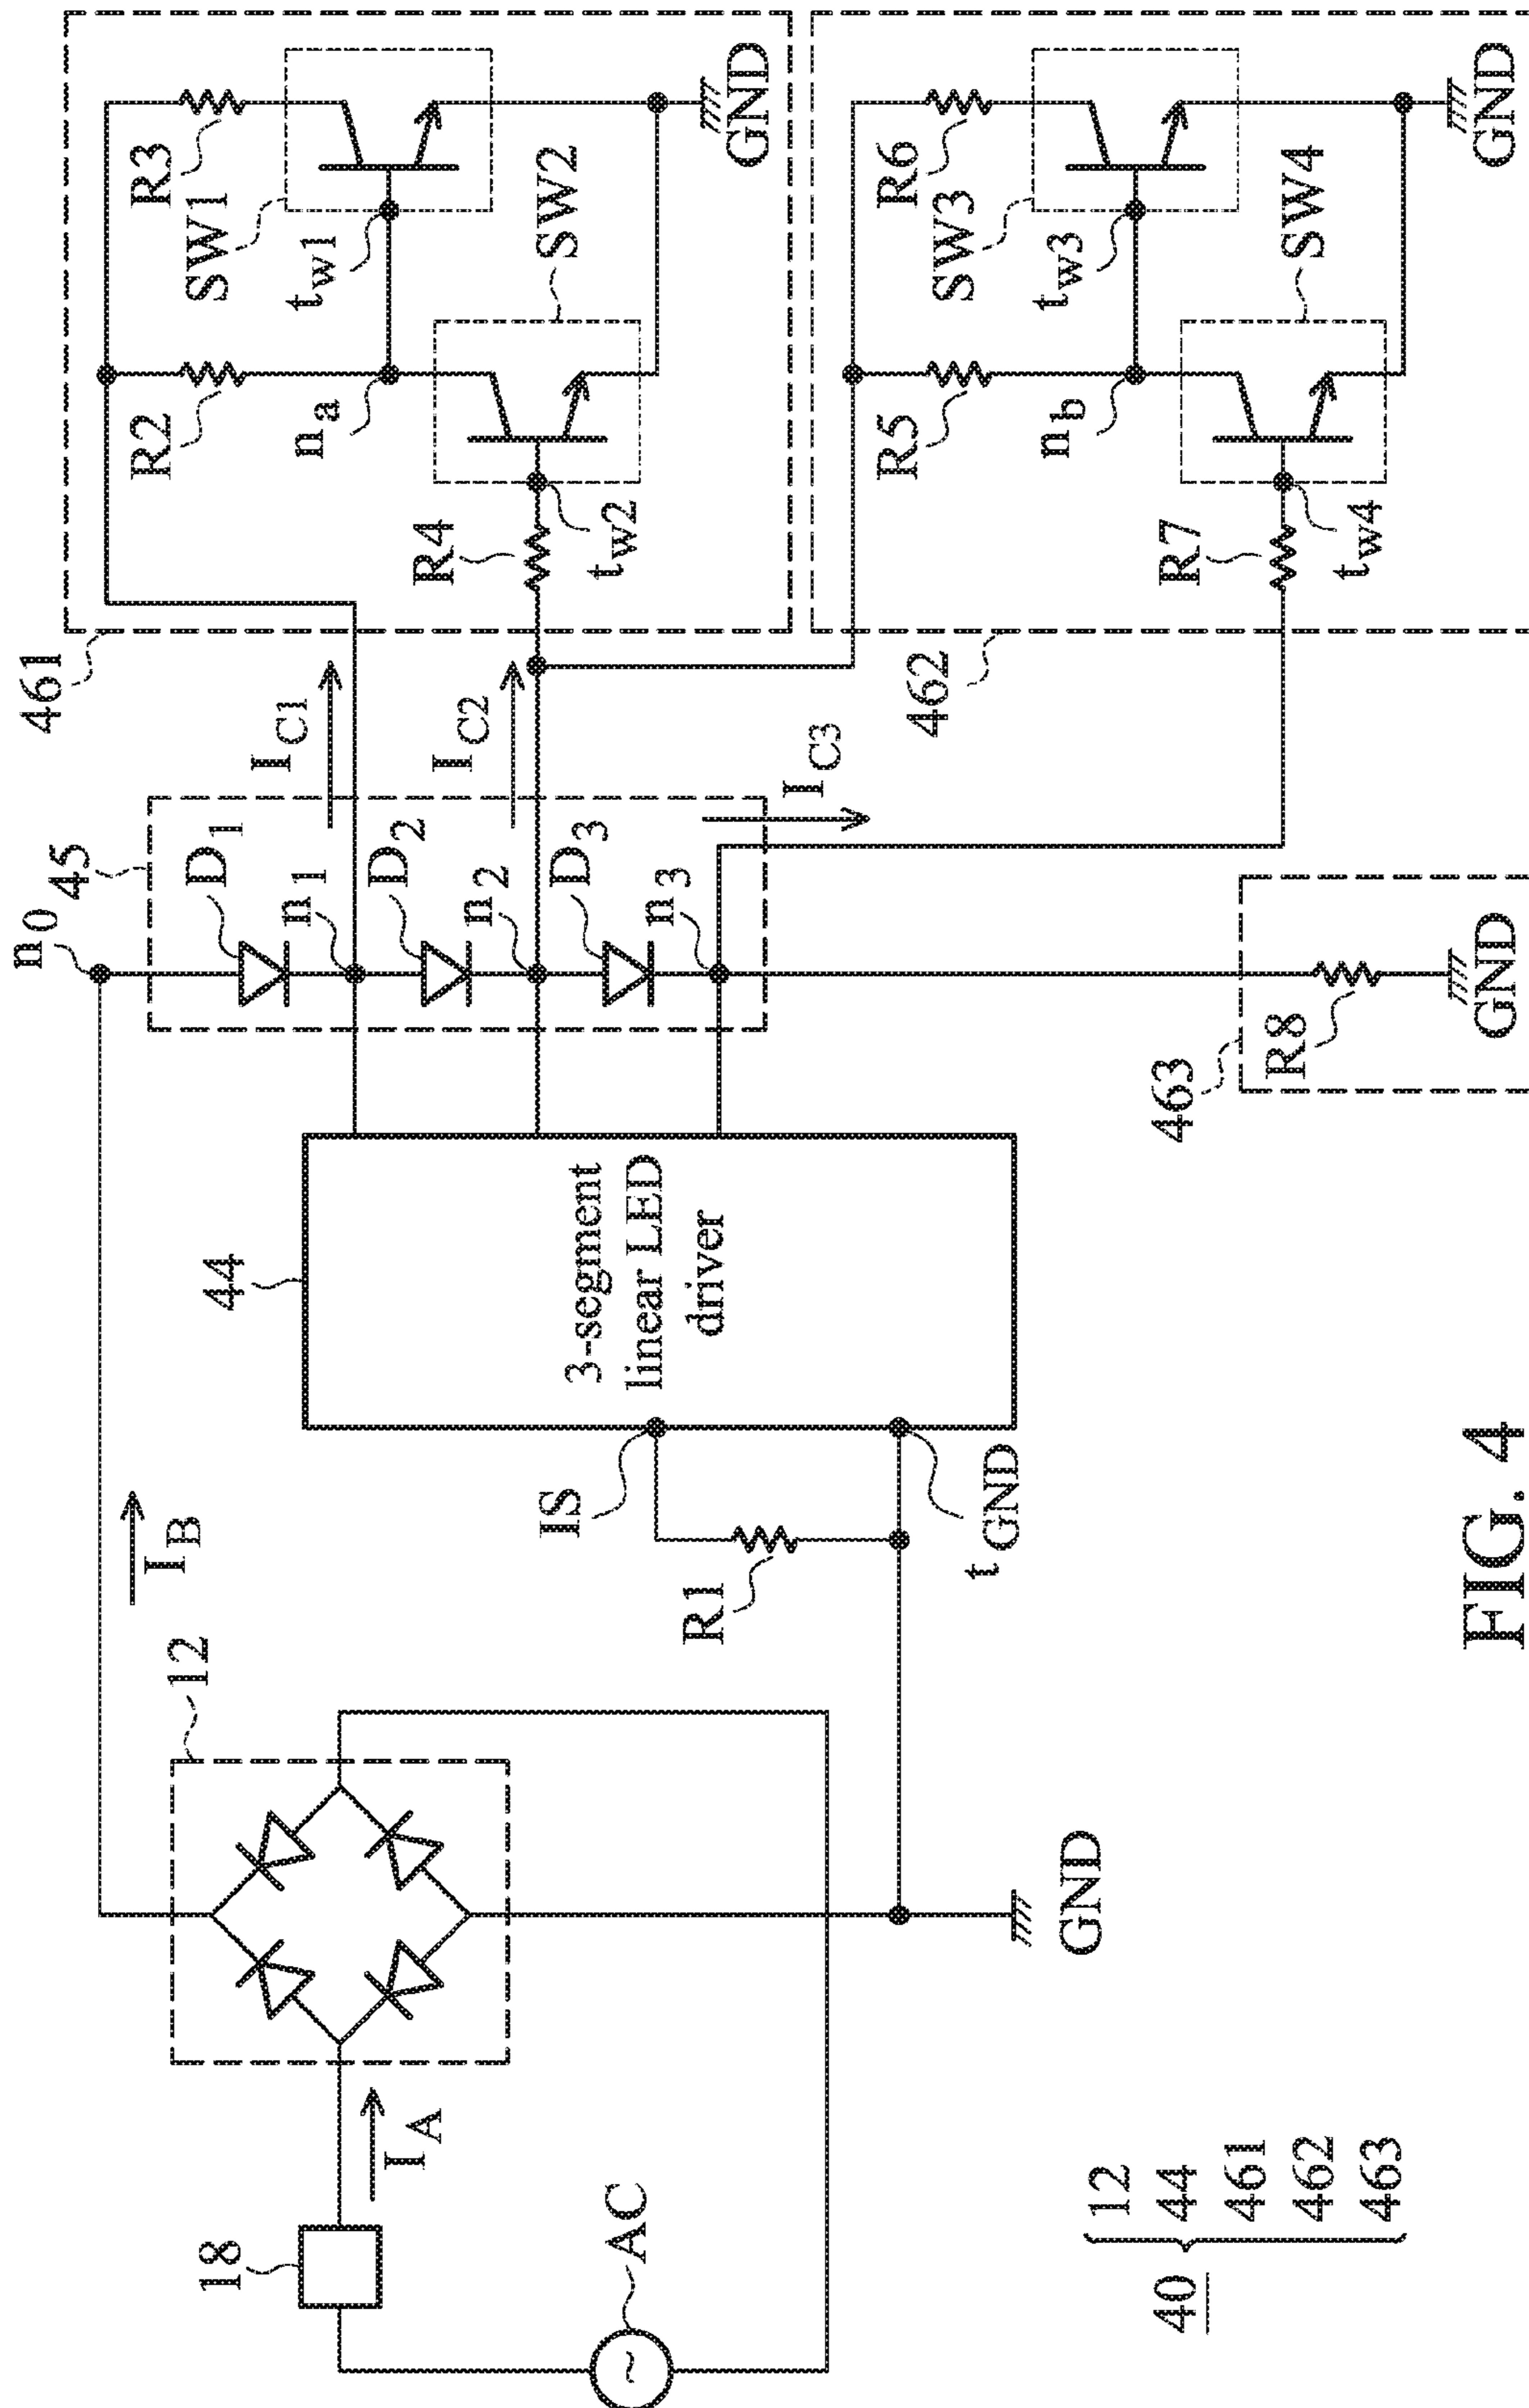 n0
45
D1
n1
D2
n2
D3
n3
IB
12
18
IA
AC
GND
44
3-segment
linear LED
driver
IS
R1
tGND
IC1
IC2
IC3
461
R2
R3
SW1
tw1
na
SW2
R4
tw2
GND
462
R5
R6
SW3
tw3
nb
SW4
R7
tw4
GND
463
R8
GND
40
12
44
461
462
463
FIG. 4